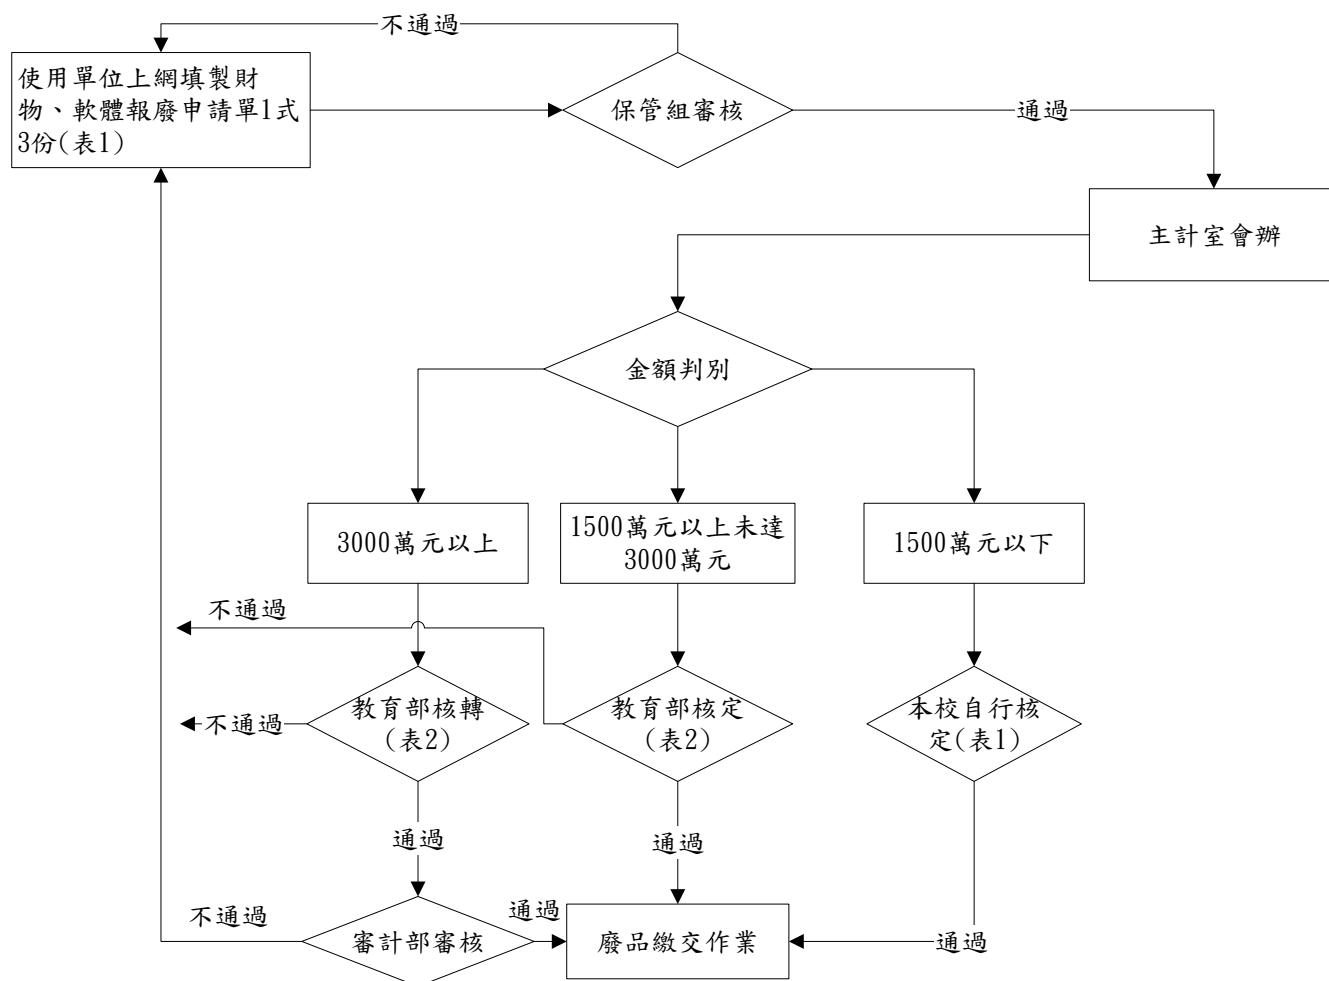 不通過
使用單位上網填製財
物、軟體報廢申請單1式
3份(表1)
保管組審核
通過
主計室會辦
金額判別
3000萬元以上
1500萬元以上未達
3000萬元
1500萬元以下
不通過
不通過
教育部核轉
(表2)
教育部核定
(表2)
本校自行核
定(表1)
通過
通過
不通過
審計部審核
通過
廢品繳交作業
通過